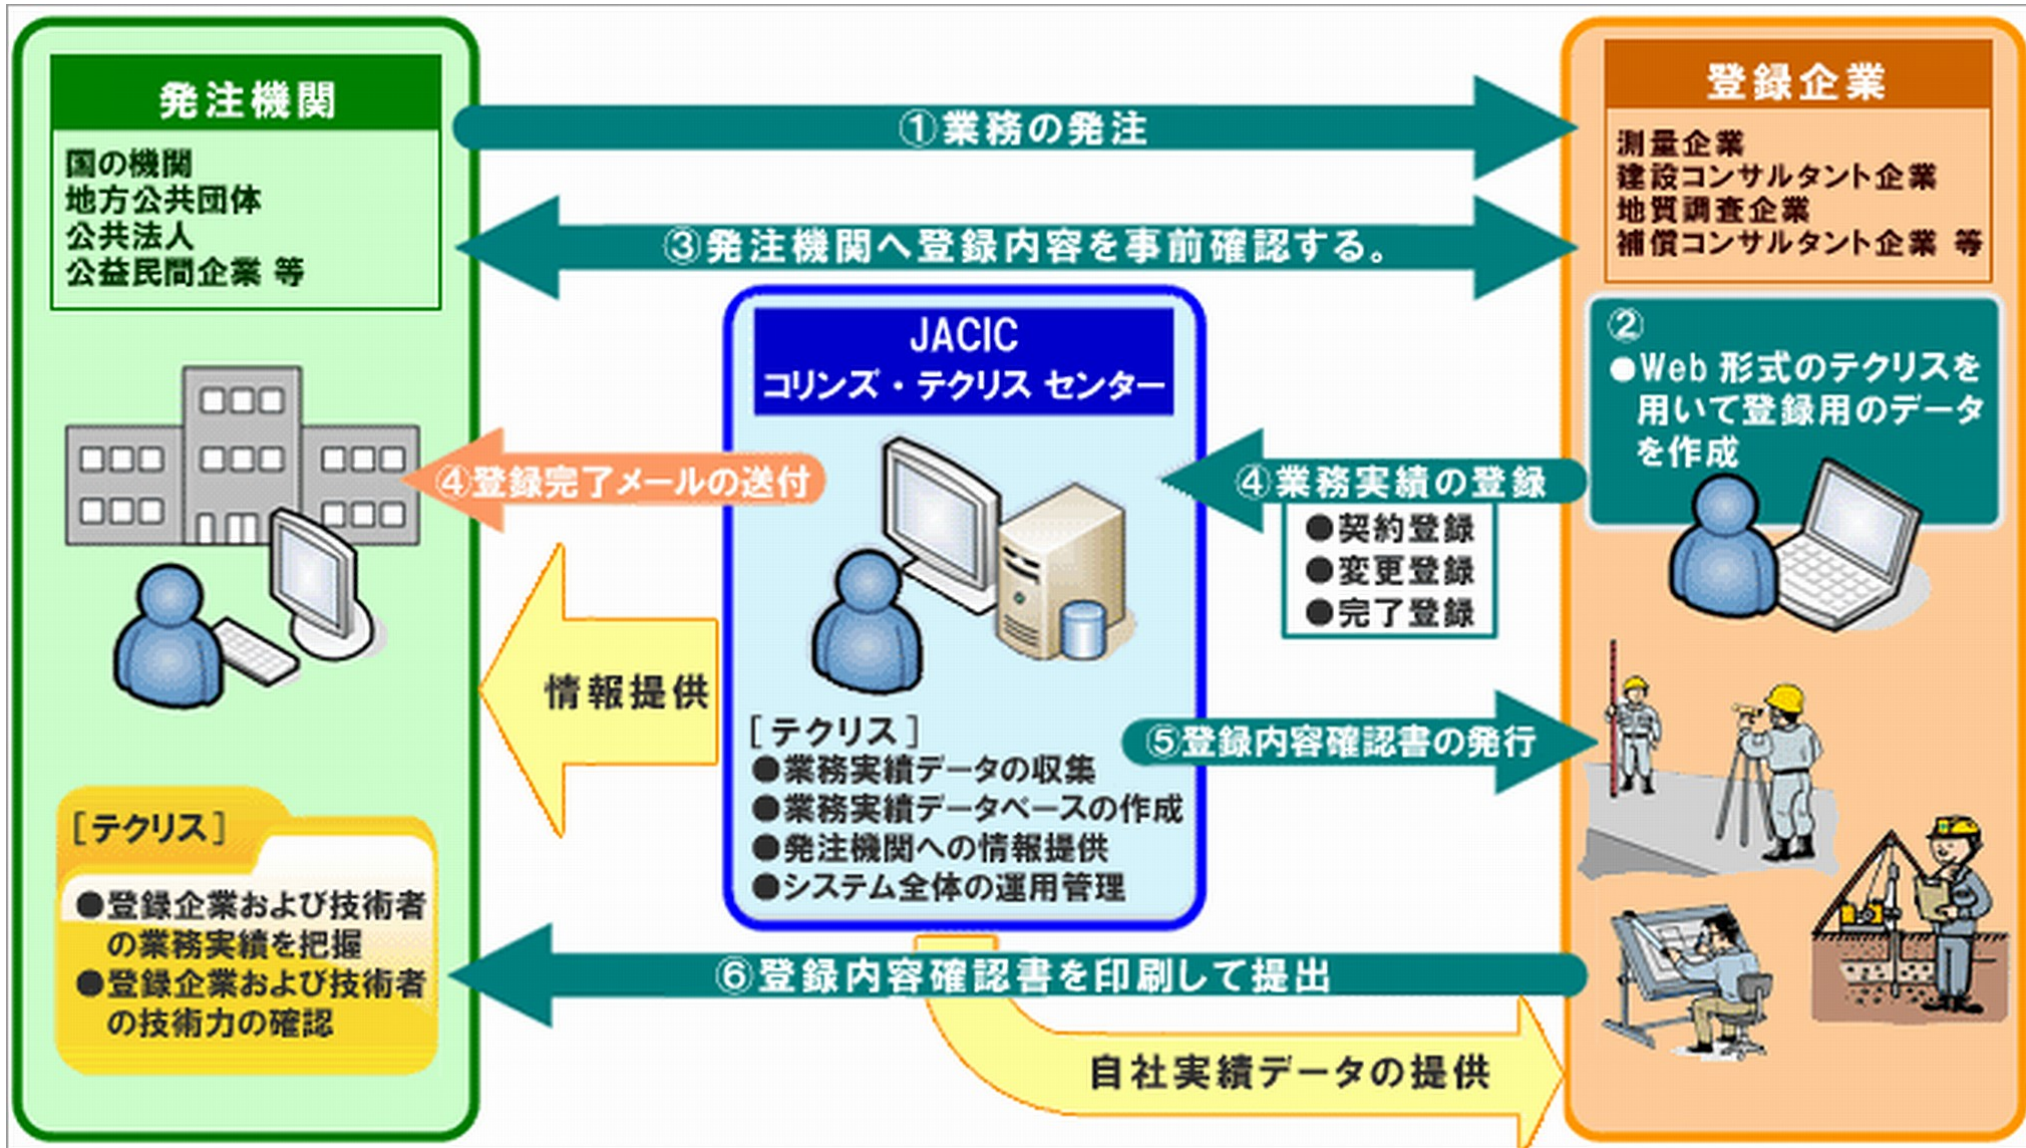 発注機関
国の機関
地方公共団体
公共法人
公益民間企業 等
①業務の発注
③発注機関へ登録内容を事前確認する。
登録企業
測量企業
建設コンサルタント企業
地質調査企業
補償コンサルタント企業 等
②
●Web 形式のテクリスを
用いて登録用のデータ
を作成
JACIC
コリンズ・テクリス センター
④登録完了メールの送付
④業務実績の登録
●契約登録
●変更登録
●完了登録
情報提供
[テクリス]
●業務実績データの収集
●業務実績データベースの作成
●発注機関への情報提供
●システム全体の運用管理
⑤登録内容確認書の発行
[テクリス]
●登録企業および技術者
の業務実績を把握
●登録企業および技術者
の技術力の確認
⑥登録内容確認書を印刷して提出
自社実績データの提供